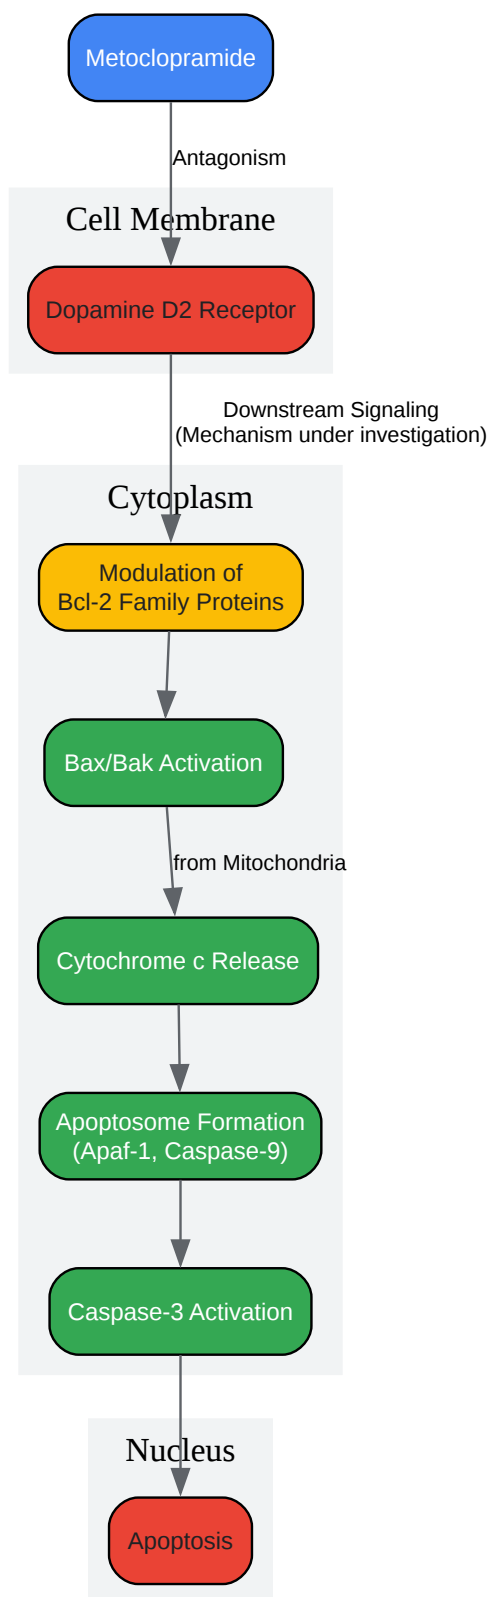 Metoclopramide
Antagonism
Cell Membrane
Dopamine D2 Receptor
Downstream Signaling
(Mechanism under investigation)
Cytoplasm
Modulation of
Bcl-2 Family Proteins
Bax/Bak Activation
from Mitochondria
Cytochrome c Release
Apoptosome Formation
(Apaf-1, Caspase-9)
Caspase-3 Activation
Nucleus
Apoptosis